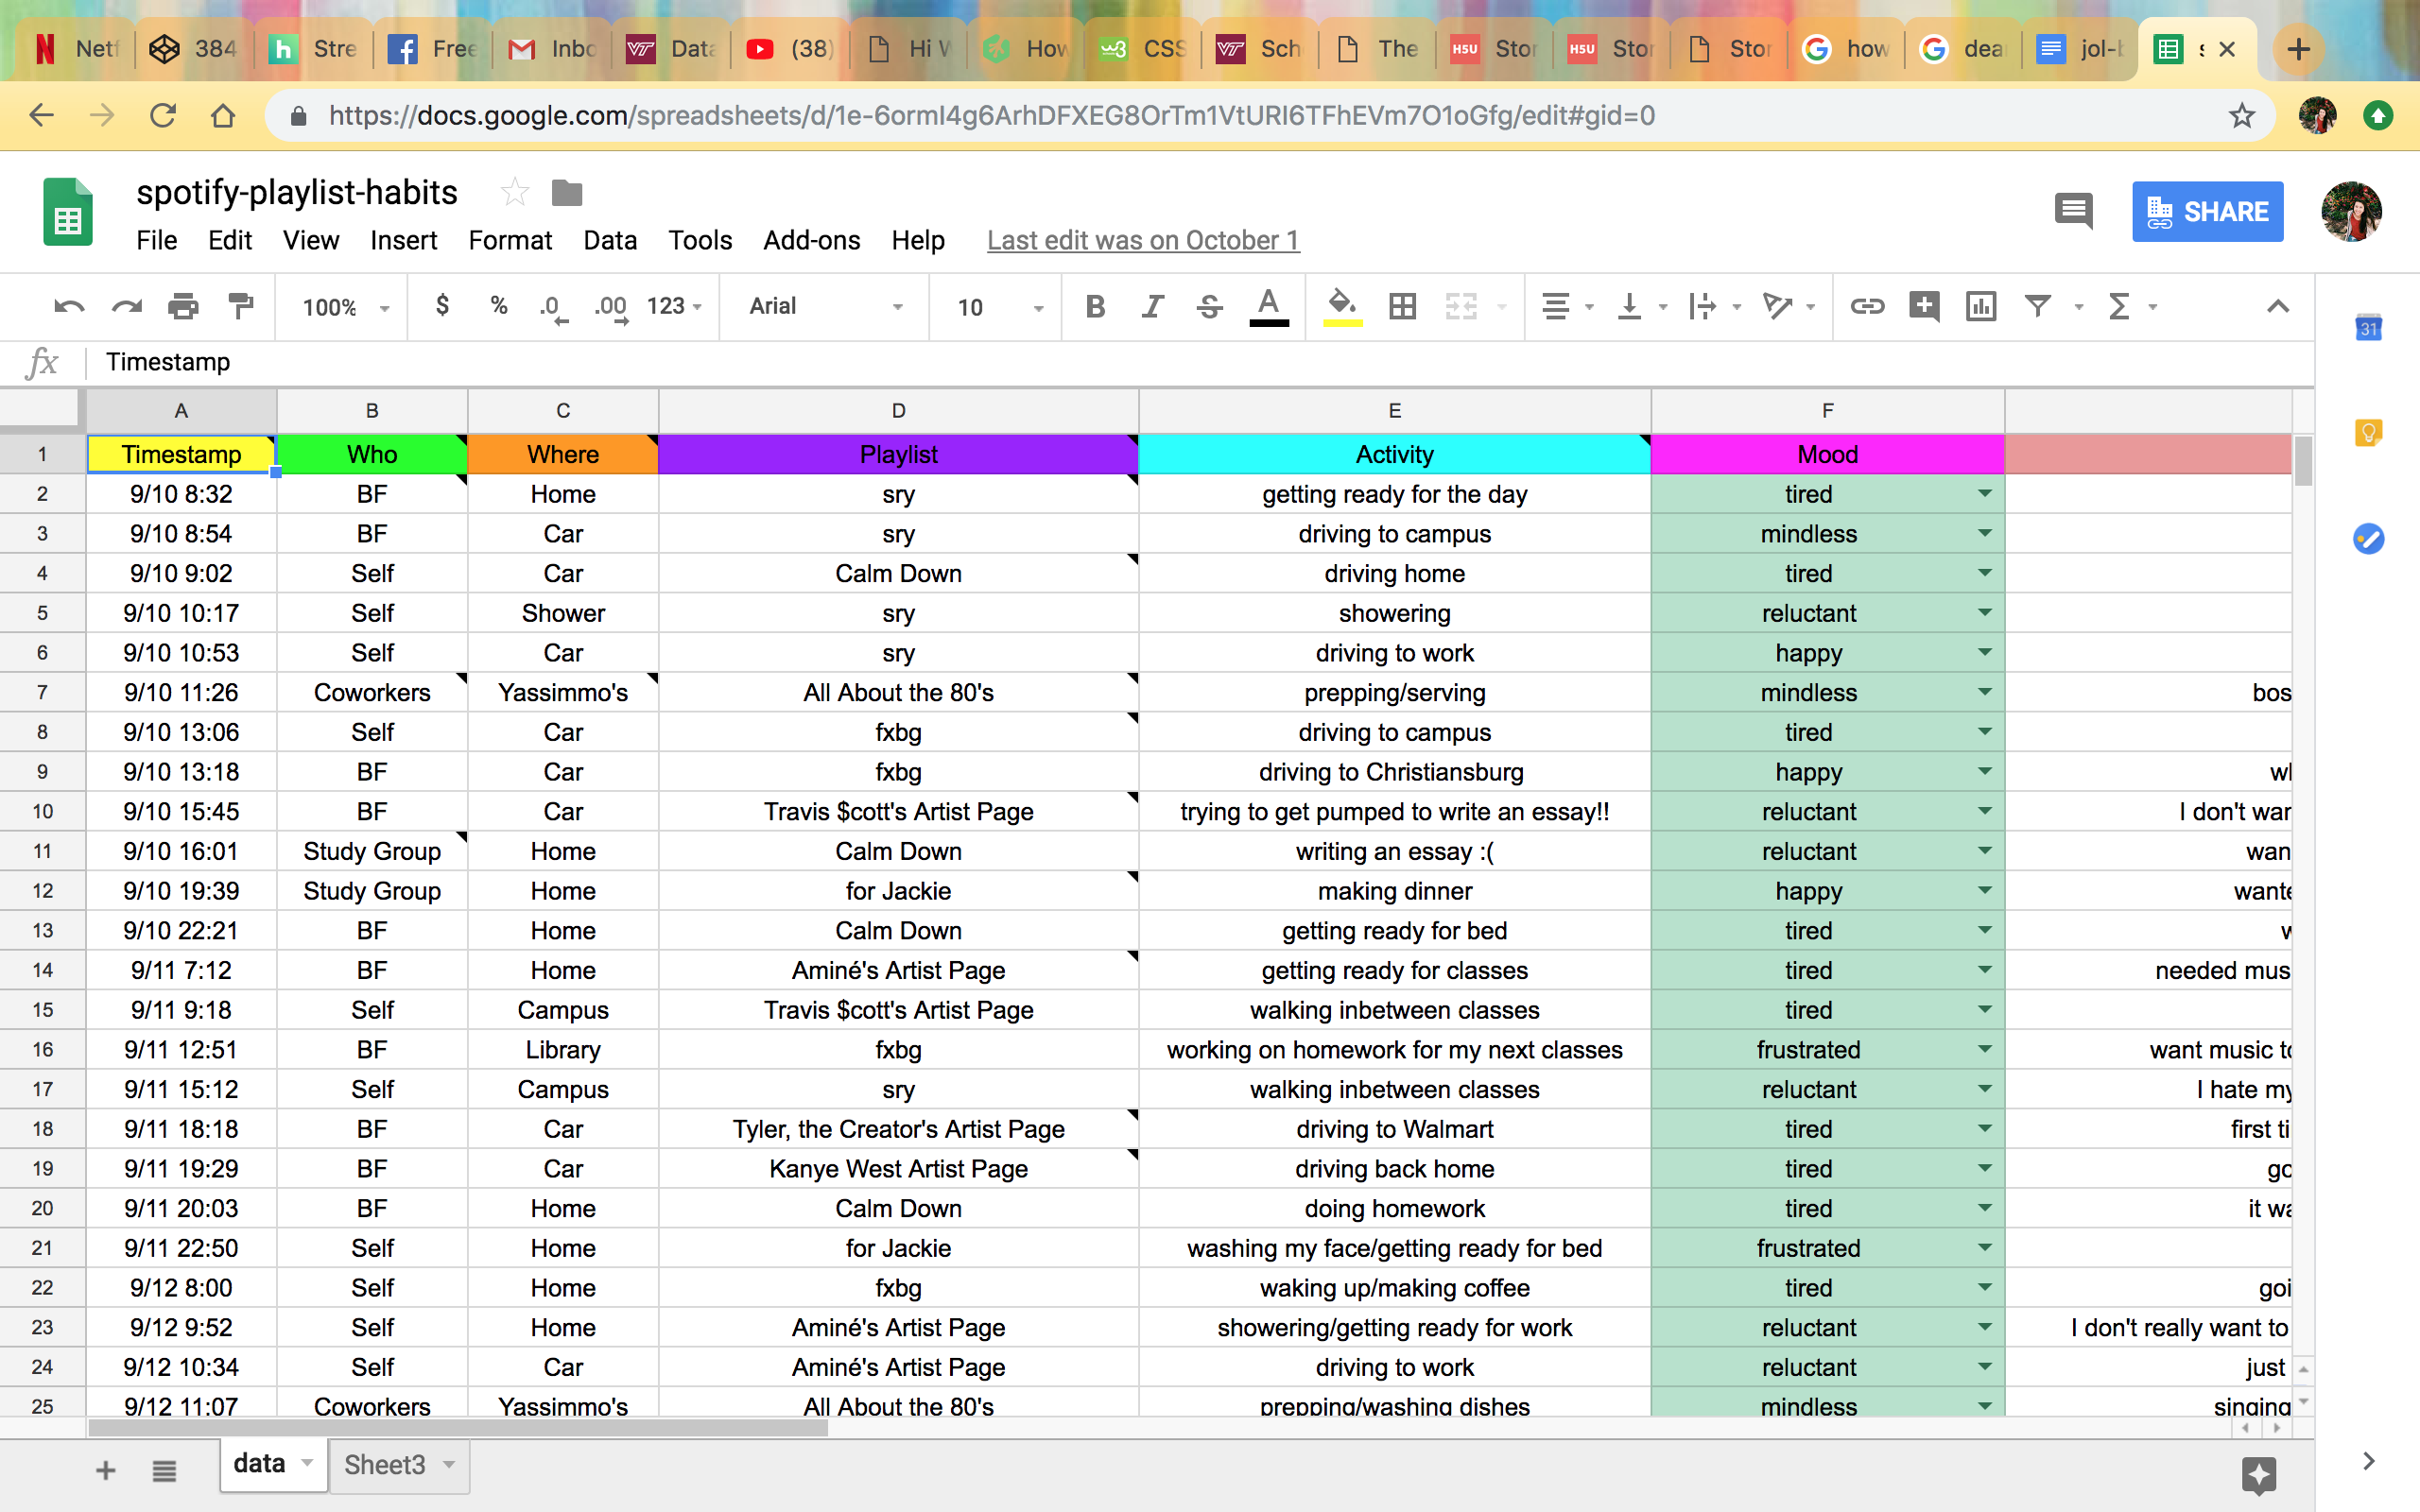 Netf 384 h Stre Free Inbo VT Data (38) Hi W How w3 CSS VT Sch The H5U Stor H5U Stor Stor how dea jol-b s
https://docs.google.com/spreadsheets/d/1e-6ormI4g6ArhDFXEG8OrTm1VtURI6TFhEVm7O1oGfg/edit#gid=0
spotify-playlist-habits
SHARE
File Edit View Insert Format Data Tools Add-ons Help Last edit was on October 1
100% $ % .0 .00 123 Arial 10 B I S A
31
fx Timestamp
A B C D E F
1 Timestamp Who Where Playlist Activity Mood
2 9/10 8:32 BF Home sry getting ready for the day tired
3 9/10 8:54 BF Car sry driving to campus mindless
4 9/10 9:02 Self Car Calm Down driving home tired
5 9/10 10:17 Self Shower sry showering reluctant
6 9/10 10:53 Self Car sry driving to work happy
7 9/10 11:26 Coworkers Yassimmo's All About the 80's prepping/serving mindless bos
8 9/10 13:06 Self Car fxbg driving to campus tired
9 9/10 13:18 BF Car fxbg driving to Christiansburg happy wl
10 9/10 15:45 BF Car Travis $cott's Artist Page trying to get pumped to write an essay!! reluctant I don't war
11 9/10 16:01 Study Group Home Calm Down writing an essay :( reluctant wan
12 9/10 19:39 Study Group Home for Jackie making dinner happy wante
13 9/10 22:21 BF Home Calm Down getting ready for bed tired
14 9/11 7:12 BF Home Aminé's Artist Page getting ready for classes tired needed mus
15 9/11 9:18 Self Campus Travis $cott's Artist Page walking inbetween classes tired
16 9/11 12:51 BF Library fxbg working on homework for my next classes frustrated want music to
17 9/11 15:12 Self Campus sry walking inbetween classes reluctant I hate my
18 9/11 18:18 BF Car Tyler, the Creator's Artist Page driving to Walmart tired first ti
19 9/11 19:29 BF Car Kanye West Artist Page driving back home tired go
20 9/11 20:03 BF Home Calm Down doing homework tired it wa
21 9/11 22:50 Self Home for Jackie washing my face/getting ready for bed frustrated
22 9/12 8:00 Self Home fxbg waking up/making coffee tired goi
23 9/12 9:52 Self Home Aminé's Artist Page showering/getting ready for work reluctant I don't really want to
24 9/12 10:34 Self Car Aminé's Artist Page driving to work reluctant just
25 9/12 11:07 Coworkers Yassimmo's All About the 80's prepping/washing dishes mindless singing
data Sheet3